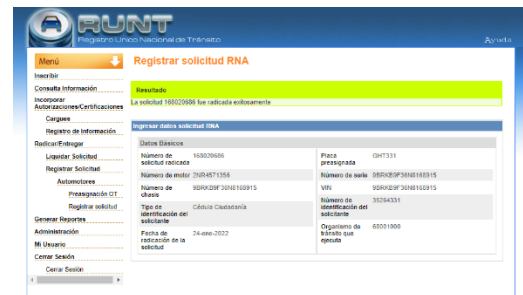 RUNT
Registro Unico Nacional de Tránsito
Ayuda
Menú
Inscribir
Consulta Información
Incorporar
Autorizaciones/Certificaciones
Cargues
Registro de Información
Radicar/Entregar
Liquidar Solicitud
Registrar Solicitud
Automotores
Preasignación OT
Registrar solicitud
Generar Reportes
Administración
Mi Usuario
Cerrar Sesión
Cerrar Sesión
Registrar solicitud RNA
Resultado
La solicitud 168020686 fue radicada exitosamente
Ingresar datos solicitud RNA
Datos Básicos
Número de solicitud radicada 168020686 Placa preasignada GHT331
Número de motor 2NR4571356 Número de serie 9BRKB9F36N8168915
Número de chasis 9BRKB9F36N8168915 VIN 9BRKB9F36N8168915
Tipo de identificación del solicitante Cédula Ciudadanía Número de identificación del solicitante 35264331
Fecha de radicación de la solicitud 24-ene-2022 Organismo de tránsito que ejecuta 68001000